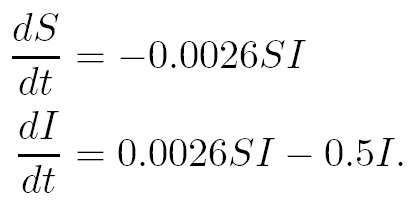 dS/dt = −0.0026SI
dI/dt = 0.0026SI − 0.5I.